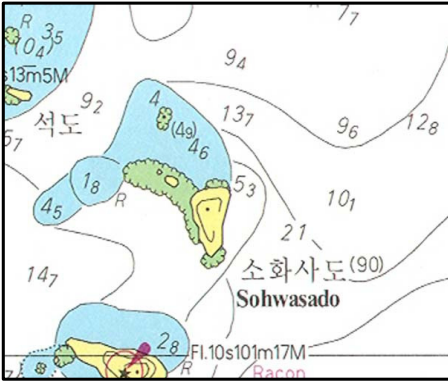 R 3₅
(0₄)
7₇
s13m5M
9₄
9₂
4
13₇
12₈
석도
(4₉)
9₆
6₇
4₆
1₈
5₃
R
4₅
10₁
21
소화사도(90)
14₇
Sohwasado
2₈
Fl.10s101m17M
R
Racon